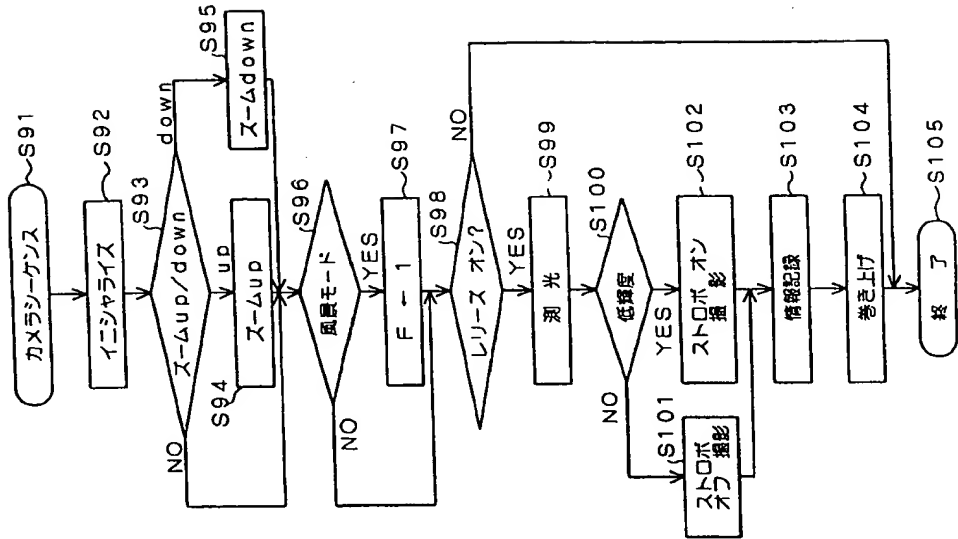 カメラシーケンス
S91
イニシャライズ
S92
ズームup/down
S93
NO
up
down
ズームup
S94
ズームdown
S95
風景モード
S96
NO
YES
F ← 1
S97
レリーズ オン?
S98
NO
YES
測 光
S99
低輝度
S100
NO
YES
ストロボ
オフ 撮影
S101
ストロボ オン
撮 影
S102
情報記録
S103
巻き上げ
S104
終 了
S105